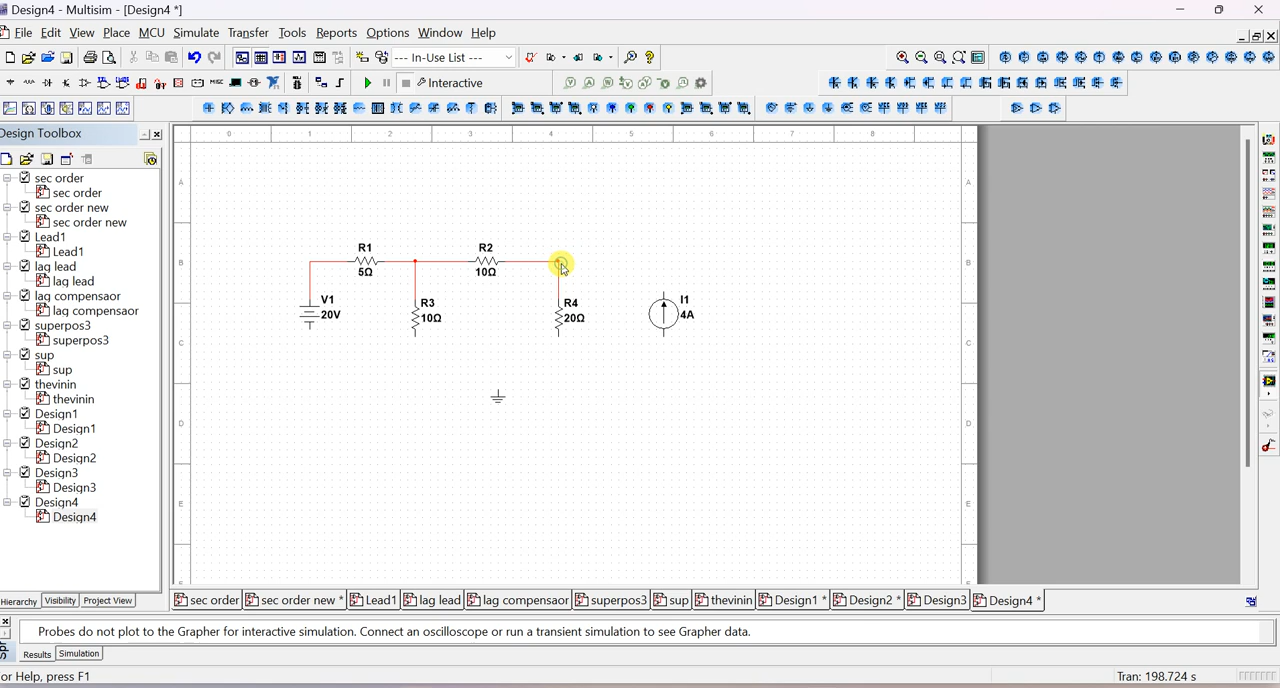 Design4 - Multisim - [Design4 *]
File Edit View Place MCU Simulate Transfer Tools Reports Options Window Help
--- In-Use List ---
Interactive
Design Toolbox
sec order
sec order
sec order new
sec order new
Lead1
Lead1
lag lead
lag lead
lag compensaor
lag compensaor
superpos3
superpos3
sup
sup
thevinin
thevinin
Design1
Design1
Design2
Design2
Design3
Design3
Design4
Design4
Hierarchy Visibility Project View
0 1 2 3 4 5 6 7 8
A A
B B
C C
D D
E E
R1
5Ω
R2
10Ω
V1
20V
R3
10Ω
R4
20Ω
I1
4A
sec order sec order new * Lead1 lag lead lag compensaor superpos3 sup thevinin Design1 * Design2 * Design3 Design4 *
Probes do not plot to the Grapher for interactive simulation. Connect an oscilloscope or run a transient simulation to see Grapher data.
Results Simulation
or Help, press F1
Tran: 198.724 s